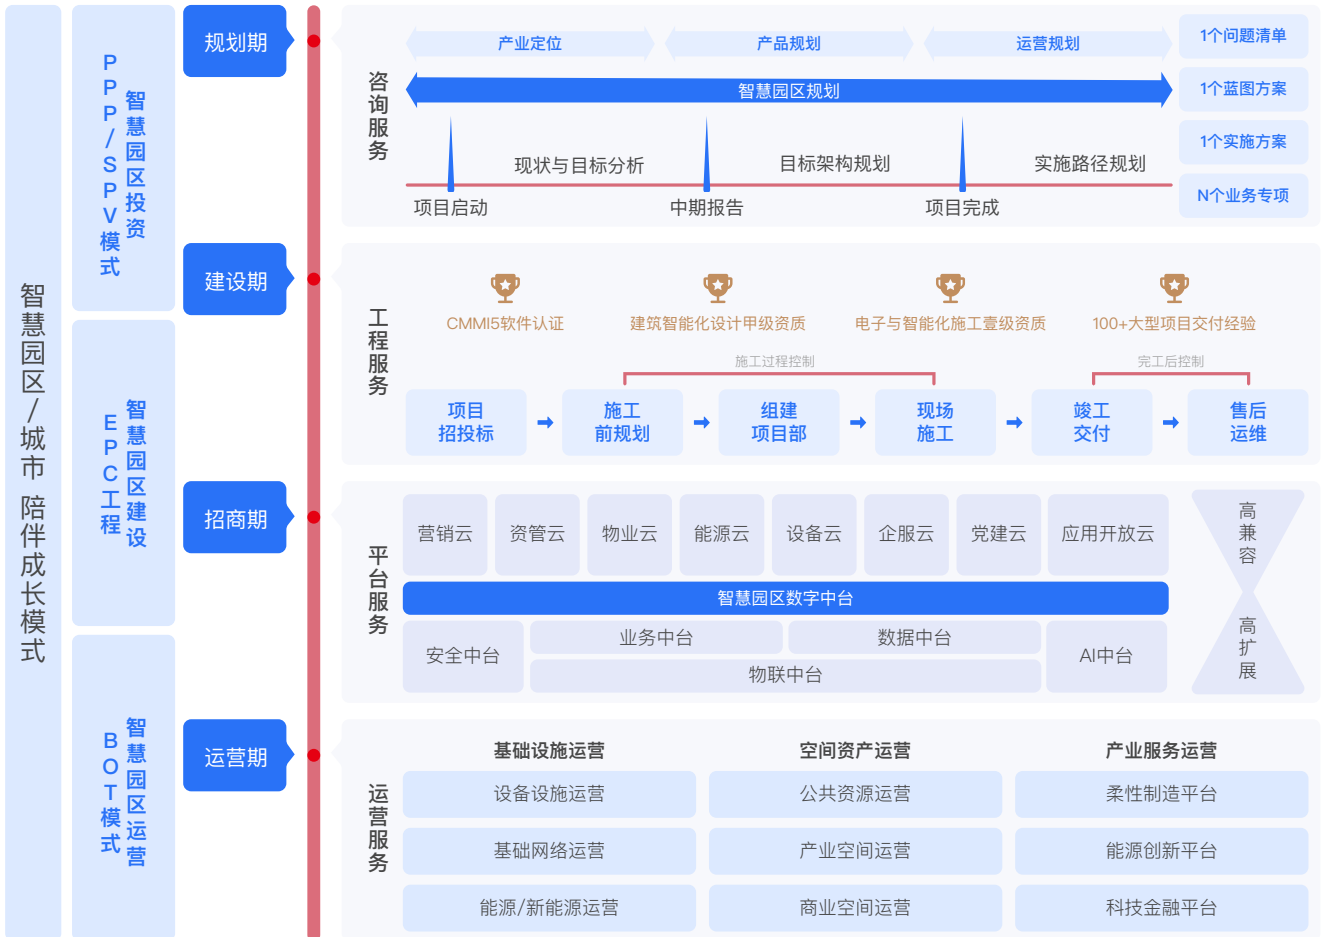 智慧园区/城市 陪伴成长模式
智慧园区投资
PPP/SPV模式
智慧园区建设
EPC工程
智慧园区运营
BOT模式
规划期
咨询服务
产业定位
产品规划
运营规划
智慧园区规划
现状与目标分析
目标架构规划
实施路径规划
项目启动
中期报告
项目完成
1个问题清单
1个蓝图方案
1个实施方案
N个业务专项
建设期
工程服务
CMMI5软件认证
建筑智能化设计甲级资质
电子与智能化施工壹级资质
100+大型项目交付经验
施工过程控制
完工后控制
项目
招投标
施工
前规划
组建
项目部
现场
施工
竣工
交付
售后
运维
招商期
平台服务
营销云
资管云
物业云
能源云
设备云
企服云
党建云
应用开放云
智慧园区数字中台
安全中台
业务中台
数据中台
物联中台
AI中台
高兼容
高扩展
运营期
运营服务
基础设施运营
空间资产运营
产业服务运营
设备设施运营
公共资源运营
柔性制造平台
基础网络运营
产业空间运营
能源创新平台
能源/新能源运营
商业空间运营
科技金融平台